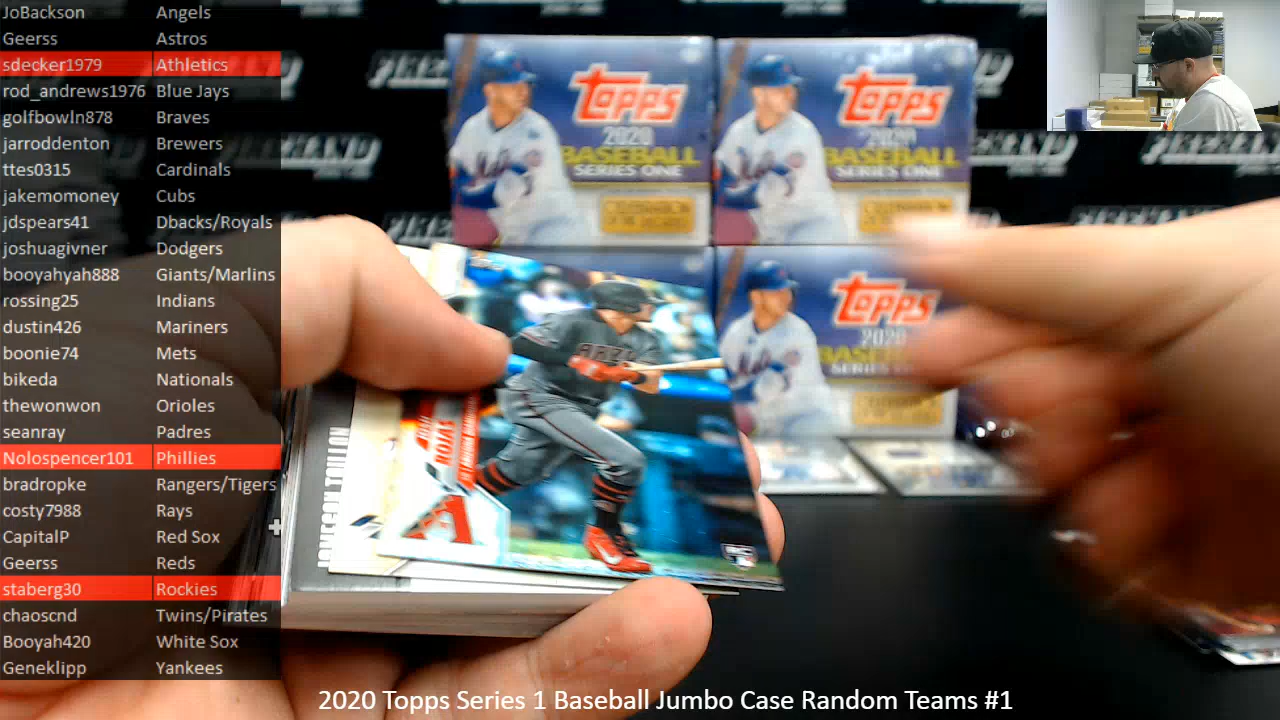 JoBackson Angels
Geerss Astros
sdecker1979 Athletics
rod_andrews1976 Blue Jays
golfbowln878 Braves
jarroddenton Brewers
ttes0315 Cardinals
jakemomoney Cubs
jdspears41 Dbacks/Royals
joshuagivner Dodgers
booyahyah888 Giants/Marlins
rossing25 Indians
dustin426 Mariners
boonie74 Mets
bikeda Nationals
thewonwon Orioles
seanray Padres
Nolospencer101 Phillies
bradropke Rangers/Tigers
costy7988 Rays
CapitalP Red Sox
Geerss Reds
staberg30 Rockies
chaoscnd Twins/Pirates
Booyah420 White Sox
Geneklipp Yankees
Topps
2020
BASEBALL
SERIES ONE
Topps
2020
BASEBALL
SERIES ONE
Topps
2020
RC
2020 Topps Series 1 Baseball Jumbo Case Random Teams #1